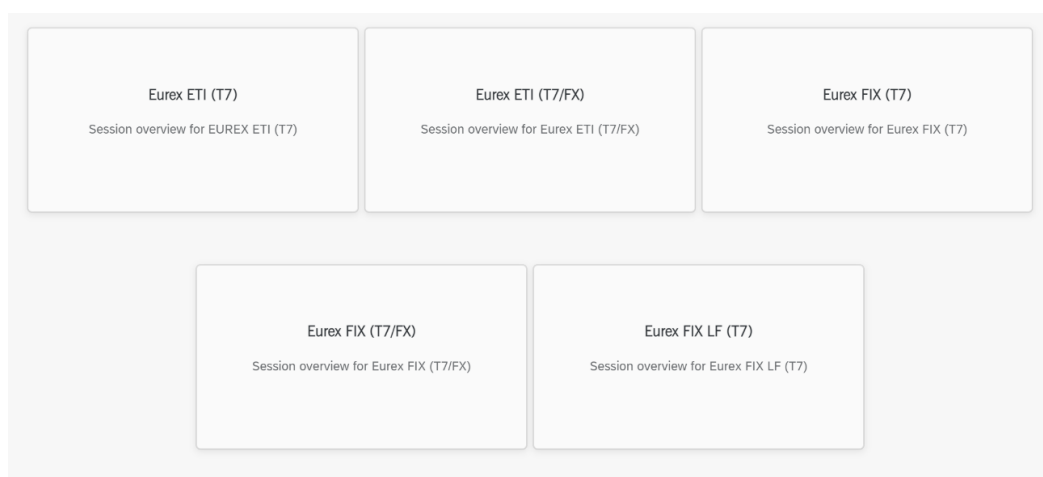 Eurex ETI (T7)
Session overview for EUREX ETI (T7)
Eurex ETI (T7/FX)
Session overview for Eurex ETI (T7/FX)
Eurex FIX (T7)
Session overview for Eurex FIX (T7)
Eurex FIX (T7/FX)
Session overview for Eurex FIX (T7/FX)
Eurex FIX LF (T7)
Session overview for Eurex FIX LF (T7)